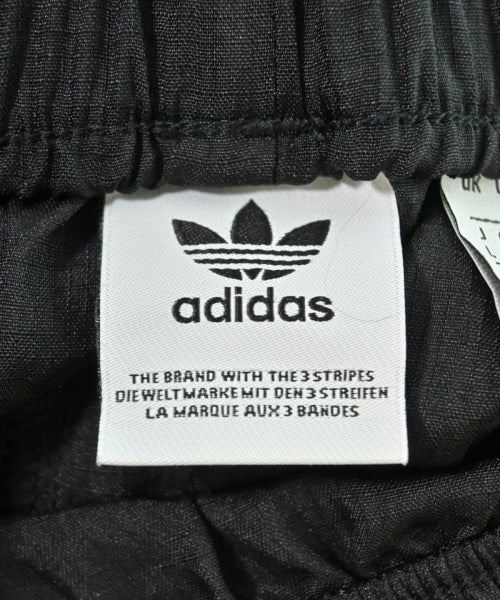 adidas
THE BRAND WITH THE 3 STRIPES
DIE WELTMARKE MIT DEN 3 STREIFEN
LA MARQUE AUX 3 BANDES